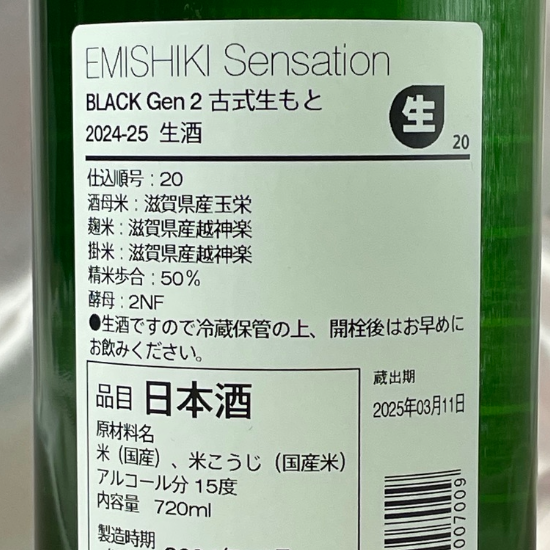 EMISHIKI Sensation
BLACK Gen 2 古式生もと
2024-25 生酒
生
20
仕込順号：20
酒母米：滋賀県産玉栄
麹米：滋賀県産越神楽
掛米：滋賀県産越神楽
精米歩合：50％
酵母：2NF
●生酒ですので冷蔵保管の上、開栓後はお早めに
お飲みください。
品目 日本酒
原材料名
米（国産）、米こうじ（国産米）
アルコール分 15度
内容量 720ml
製造時期
蔵出期
2025年03月11日
007009